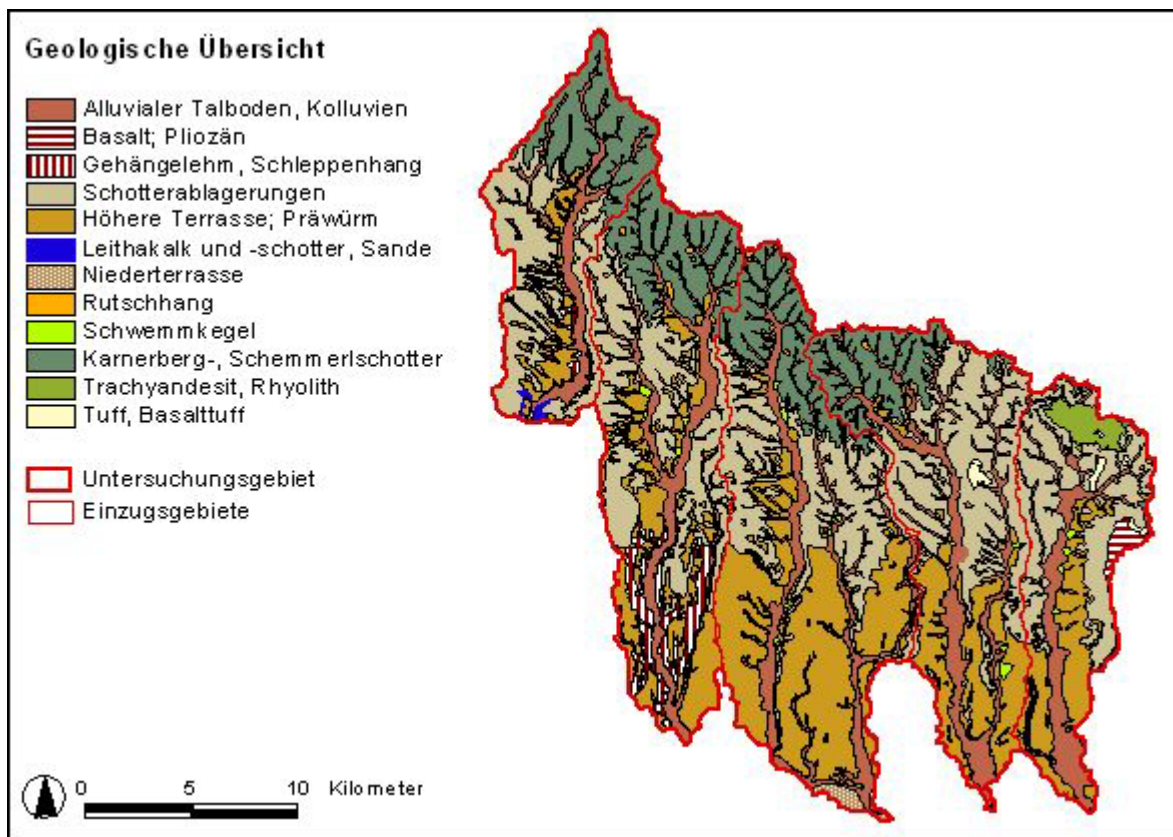 Geologische Übersicht
Alluvialer Talboden, Kolluvien
Basalt; Pliozän
Gehängelehm, Schleppenhang
Schotterablagerungen
Höhere Terrasse; Präwürm
Leithakalk und -schotter, Sande
Niederterrasse
Rutschhang
Schwemmkegel
Karnerberg-, Schemmerlschotter
Trachyandesit, Rhyolith
Tuff, Basalttuff
Untersuchungsgebiet
Einzugsgebiete
0 5 10 Kilometer